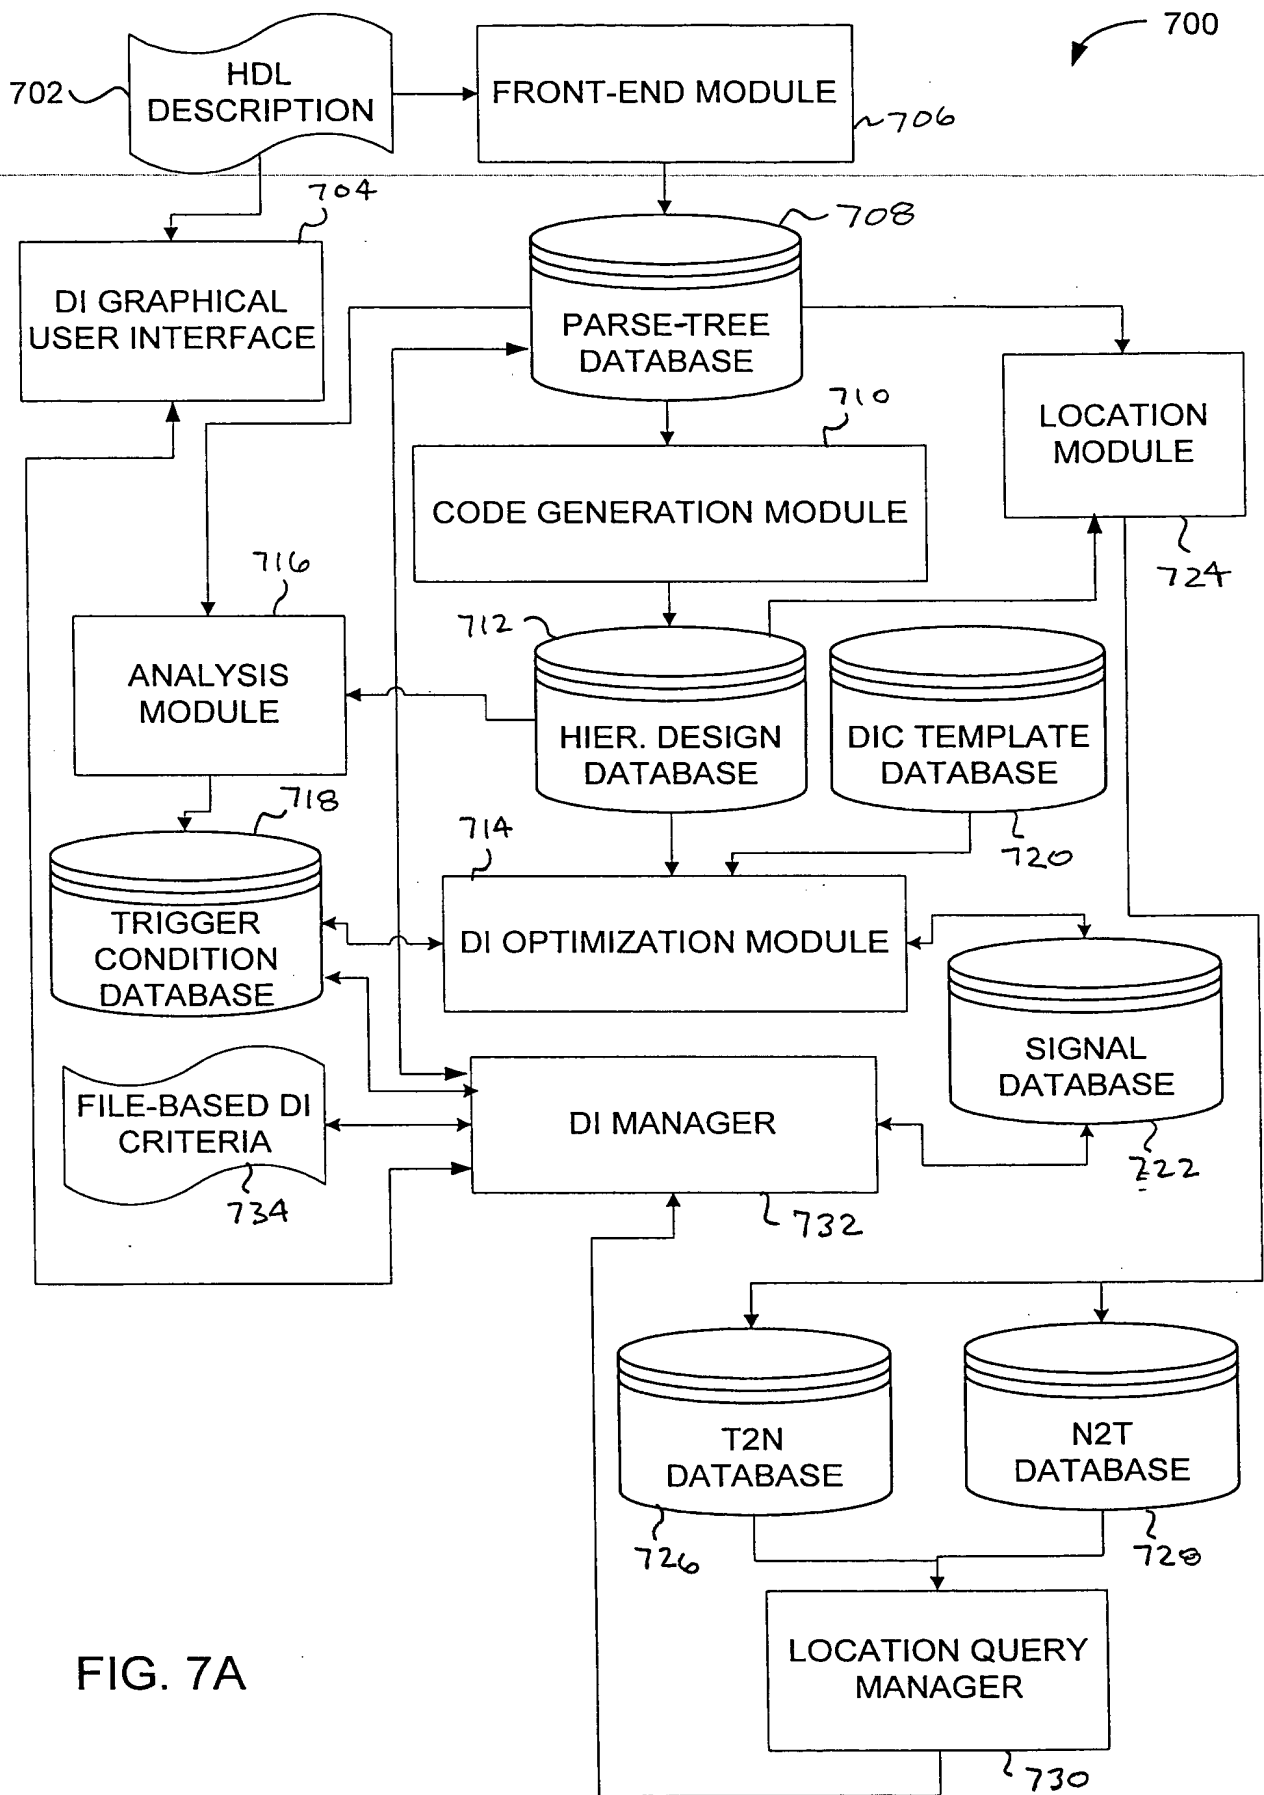 700
HDL
DESCRIPTION
702
FRONT-END MODULE
706
704
708
DI GRAPHICAL
USER INTERFACE
PARSE-TREE
DATABASE
710
LOCATION
MODULE
724
CODE GENERATION MODULE
716
712
ANALYSIS
MODULE
HIER. DESIGN
DATABASE
DIC TEMPLATE
DATABASE
718
714
720
TRIGGER
CONDITION
DATABASE
DI OPTIMIZATION MODULE
SIGNAL
DATABASE
722
FILE-BASED DI
CRITERIA
734
DI MANAGER
732
T2N
DATABASE
N2T
DATABASE
726
728
LOCATION QUERY
MANAGER
730
FIG. 7A